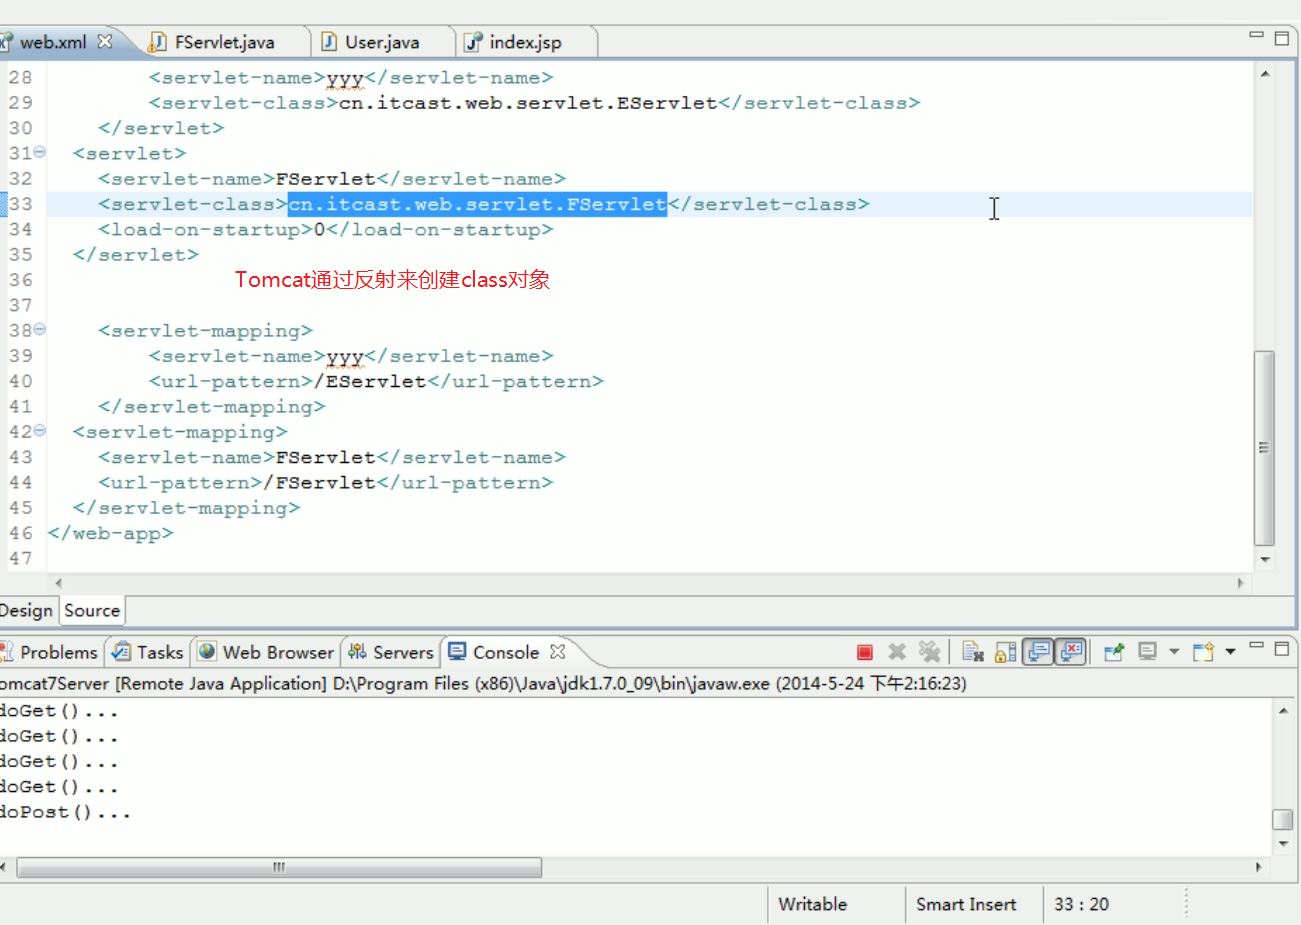 web.xml FServlet.java User.java index.jsp
28 <servlet-name>yyy</servlet-name>
29 <servlet-class>cn.itcast.web.servlet.EServlet</servlet-class>
30 </servlet>
31 <servlet>
32 <servlet-name>FServlet</servlet-name>
33 <servlet-class>cn.itcast.web.servlet.FServlet</servlet-class>
34 <load-on-startup>0</load-on-startup>
35 </servlet>
36 Tomcat通过反射来创建class对象
37
38 <servlet-mapping>
39 <servlet-name>yyy</servlet-name>
40 <url-pattern>/EServlet</url-pattern>
41 </servlet-mapping>
42 <servlet-mapping>
43 <servlet-name>FServlet</servlet-name>
44 <url-pattern>/FServlet</url-pattern>
45 </servlet-mapping>
46 </web-app>
47
Design Source
Problems Tasks Web Browser Servers Console
omcat7Server [Remote Java Application] D:\Program Files (x86)\Java\jdk1.7.0_09\bin\javaw.exe (2014-5-24 下午2:16:23)
doGet()...
doGet()...
doGet()...
doGet()...
doPost()...
Writable Smart Insert 33 : 20